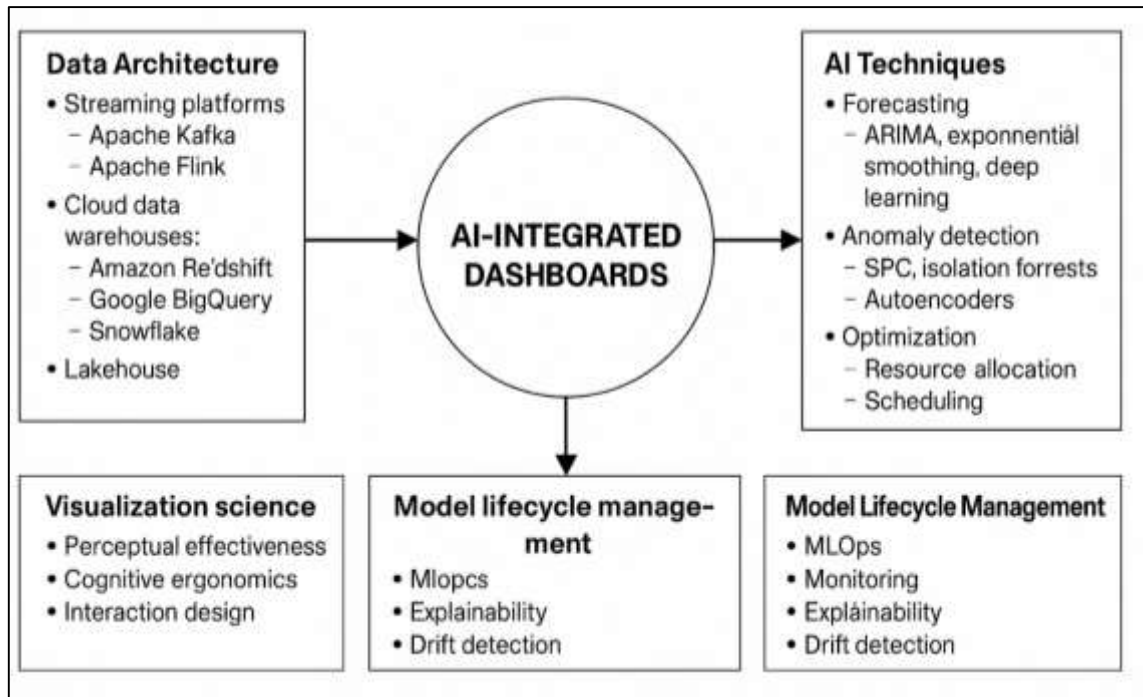 Data Architecture
• Streaming platforms
– Apache Kafka
– Apache Flink
• Cloud data
warehouses:
– Amazon Re'dshift
– Google BigQuery
– Snowflake
• Lakehouse
AI-INTEGRATED
DASHBOARDS
AI Techniques
• Forecasting
– ARIMA, exponnentiál
smoothing, deep
learning
• Anomaly detection
– SPC, isolation forrests
– Autoencoders
• Optimization
– Resource allocation
– Scheduling
Visualization science
• Perceptual effectiveness
• Cognitive ergonomics
• Interaction design
Model lifecycle manage-
ment
• Mlopcs
• Explainability
• Drift detection
Model Lifecycle Management
• MLOps
• Monitoring
• Expláinability
• Drift detection